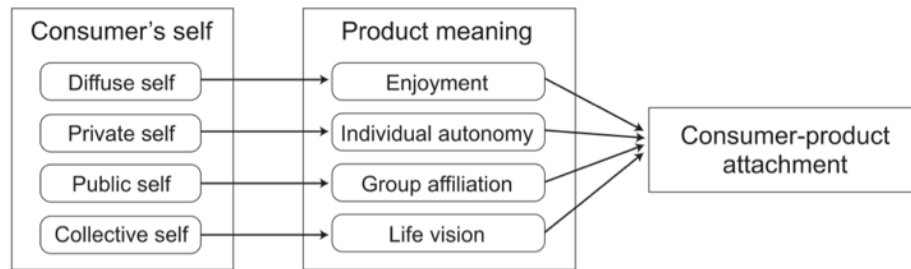 Consumer's self
Product meaning
Diffuse self
Enjoyment
Private self
Individual autonomy
Consumer-product
attachment
Public self
Group affiliation
Collective self
Life vision